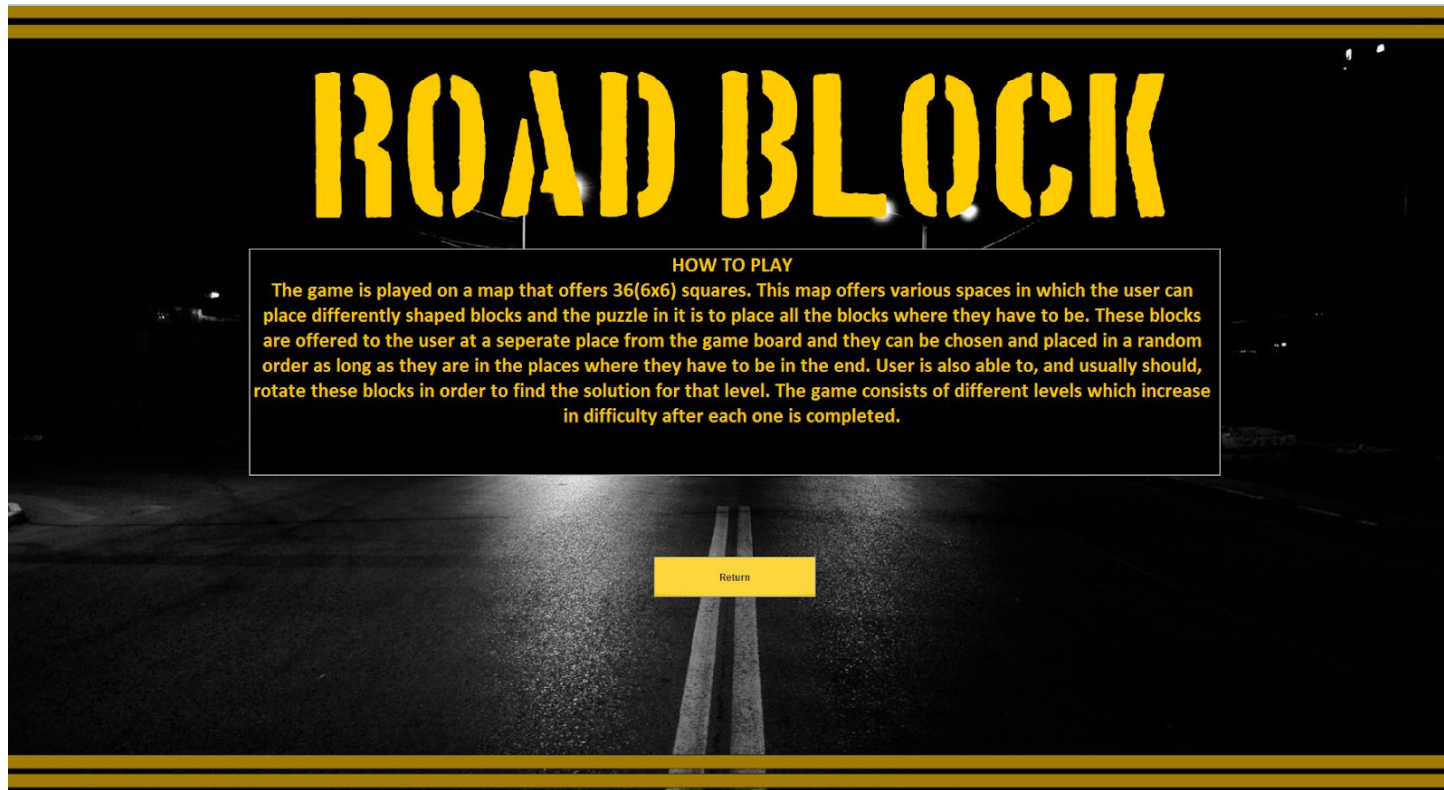 ROAD BLOCK
HOW TO PLAY
The game is played on a map that offers 36(6x6) squares. This map offers various spaces in which the user can
place differently shaped blocks and the puzzle in it is to place all the blocks where they have to be. These blocks
are offered to the user at a seperate place from the game board and they can be chosen and placed in a random
order as long as they are in the places where they have to be in the end. User is also able to, and usually should,
rotate these blocks in order to find the solution for that level. The game consists of different levels which increase
in difficulty after each one is completed.
Return